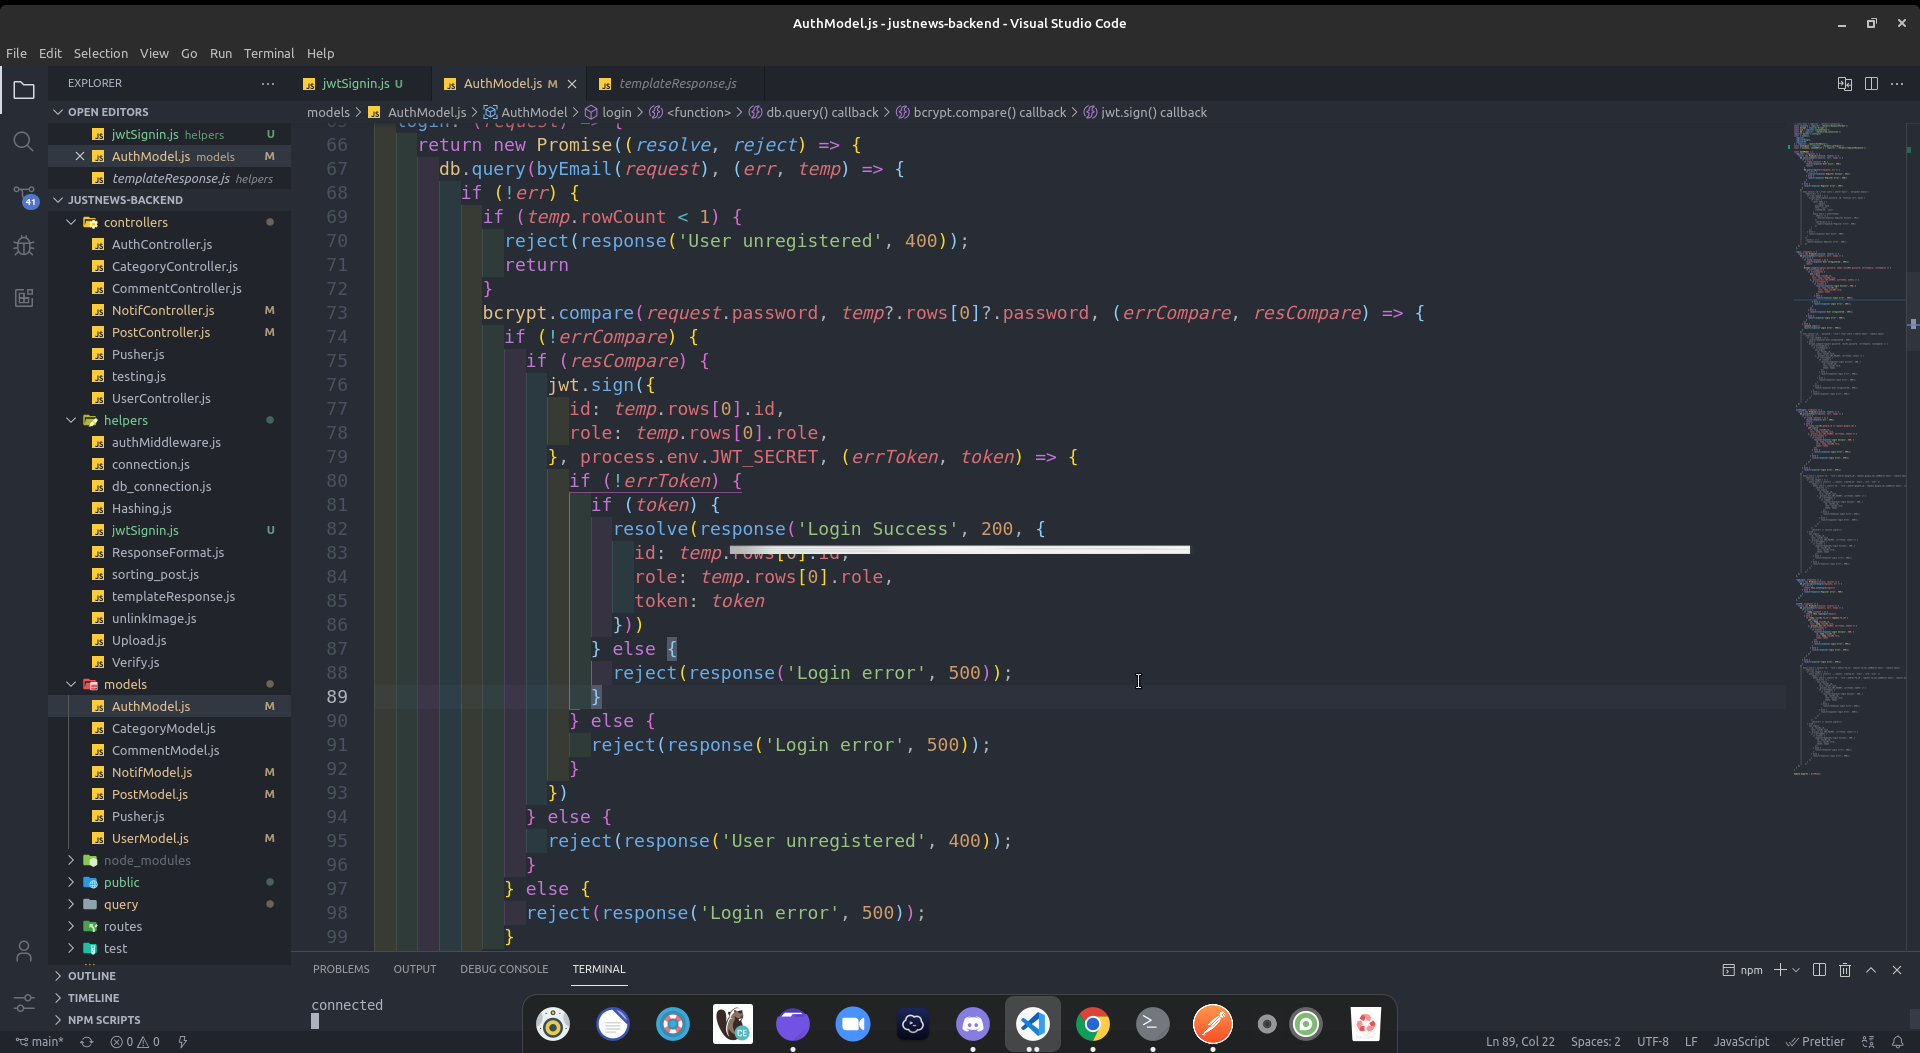 AuthModel.js - justnews-backend - Visual Studio Code
File Edit Selection View Go Run Terminal Help
EXPLORER
OPEN EDITORS
jwtSignin.js helpers U
AuthModel.js models M
templateResponse.js helpers
JUSTNEWS-BACKEND
controllers
AuthController.js
CategoryController.js
CommentController.js
NotifController.js M
PostController.js M
Pusher.js
testing.js
UserController.js
helpers
authMiddleware.js
connection.js
db_connection.js
Hashing.js
jwtSignin.js U
ResponseFormat.js
sorting_post.js
templateResponse.js
unlinkImage.js
Upload.js
Verify.js
models
AuthModel.js M
CategoryModel.js
CommentModel.js
NotifModel.js M
PostModel.js M
Pusher.js
UserModel.js M
node_modules
public
query
routes
test
OUTLINE
TIMELINE
NPM SCRIPTS
41
jwtSignin.js U
AuthModel.js M
templateResponse.js
models > AuthModel.js > AuthModel > login > <function> > db.query() callback > bcrypt.compare() callback > jwt.sign() callback
65 login: (request) => {
66 return new Promise((resolve, reject) => {
67 db.query(byEmail(request), (err, temp) => {
68 if (!err) {
69 if (temp.rowCount < 1) {
70 reject(response('User unregistered', 400));
71 return
72 }
73 bcrypt.compare(request.password, temp?.rows[0]?.password, (errCompare, resCompare) => {
74 if (!errCompare) {
75 if (resCompare) {
76 jwt.sign({
77 id: temp.rows[0].id,
78 role: temp.rows[0].role,
79 }, process.env.JWT_SECRET, (errToken, token) => {
80 if (!errToken) {
81 if (token) {
82 resolve(response('Login Success', 200, {
83 id: temp.rows[0].id,
84 role: temp.rows[0].role,
85 token: token
86 }))
87 } else {
88 reject(response('Login error', 500));
89 }
90 } else {
91 reject(response('Login error', 500));
92 }
93 })
94 } else {
95 reject(response('User unregistered', 400));
96 }
97 } else {
98 reject(response('Login error', 500));
99 }
PROBLEMS OUTPUT DEBUG CONSOLE TERMINAL
npm
connected
CE
main* 0 0
Ln 89, Col 22 Spaces: 2 UTF-8 LF JavaScript Prettier